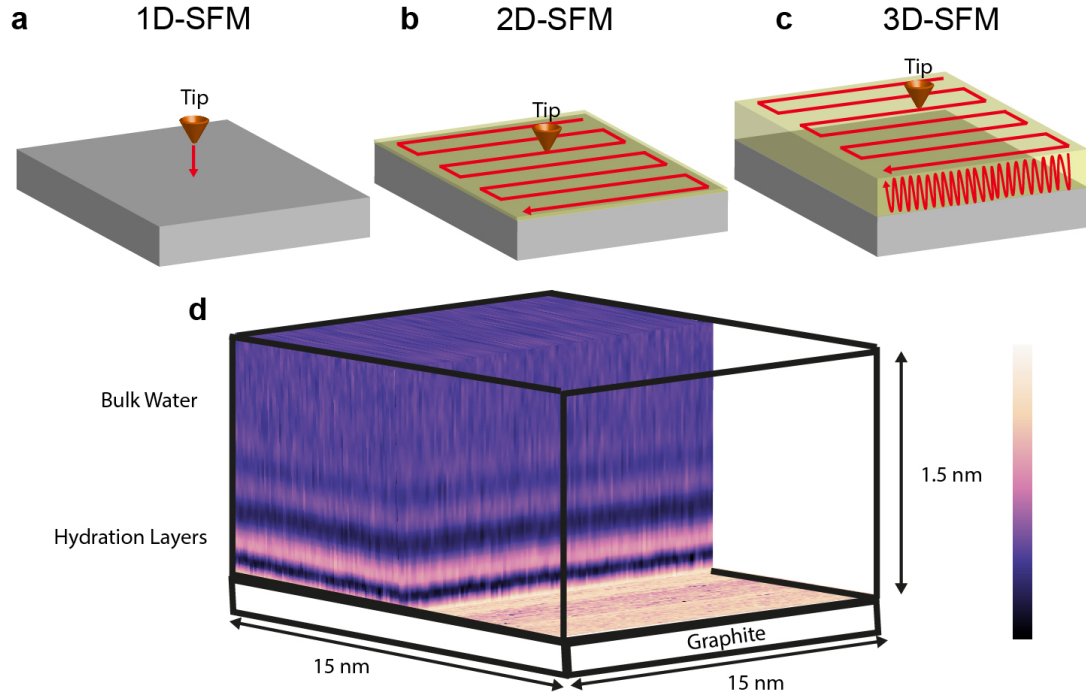 a 1D-SFM
b 2D-SFM
c 3D-SFM
Tip
Tip
Tip
d
Bulk Water
Hydration Layers
1.5 nm
Graphite
15 nm
15 nm